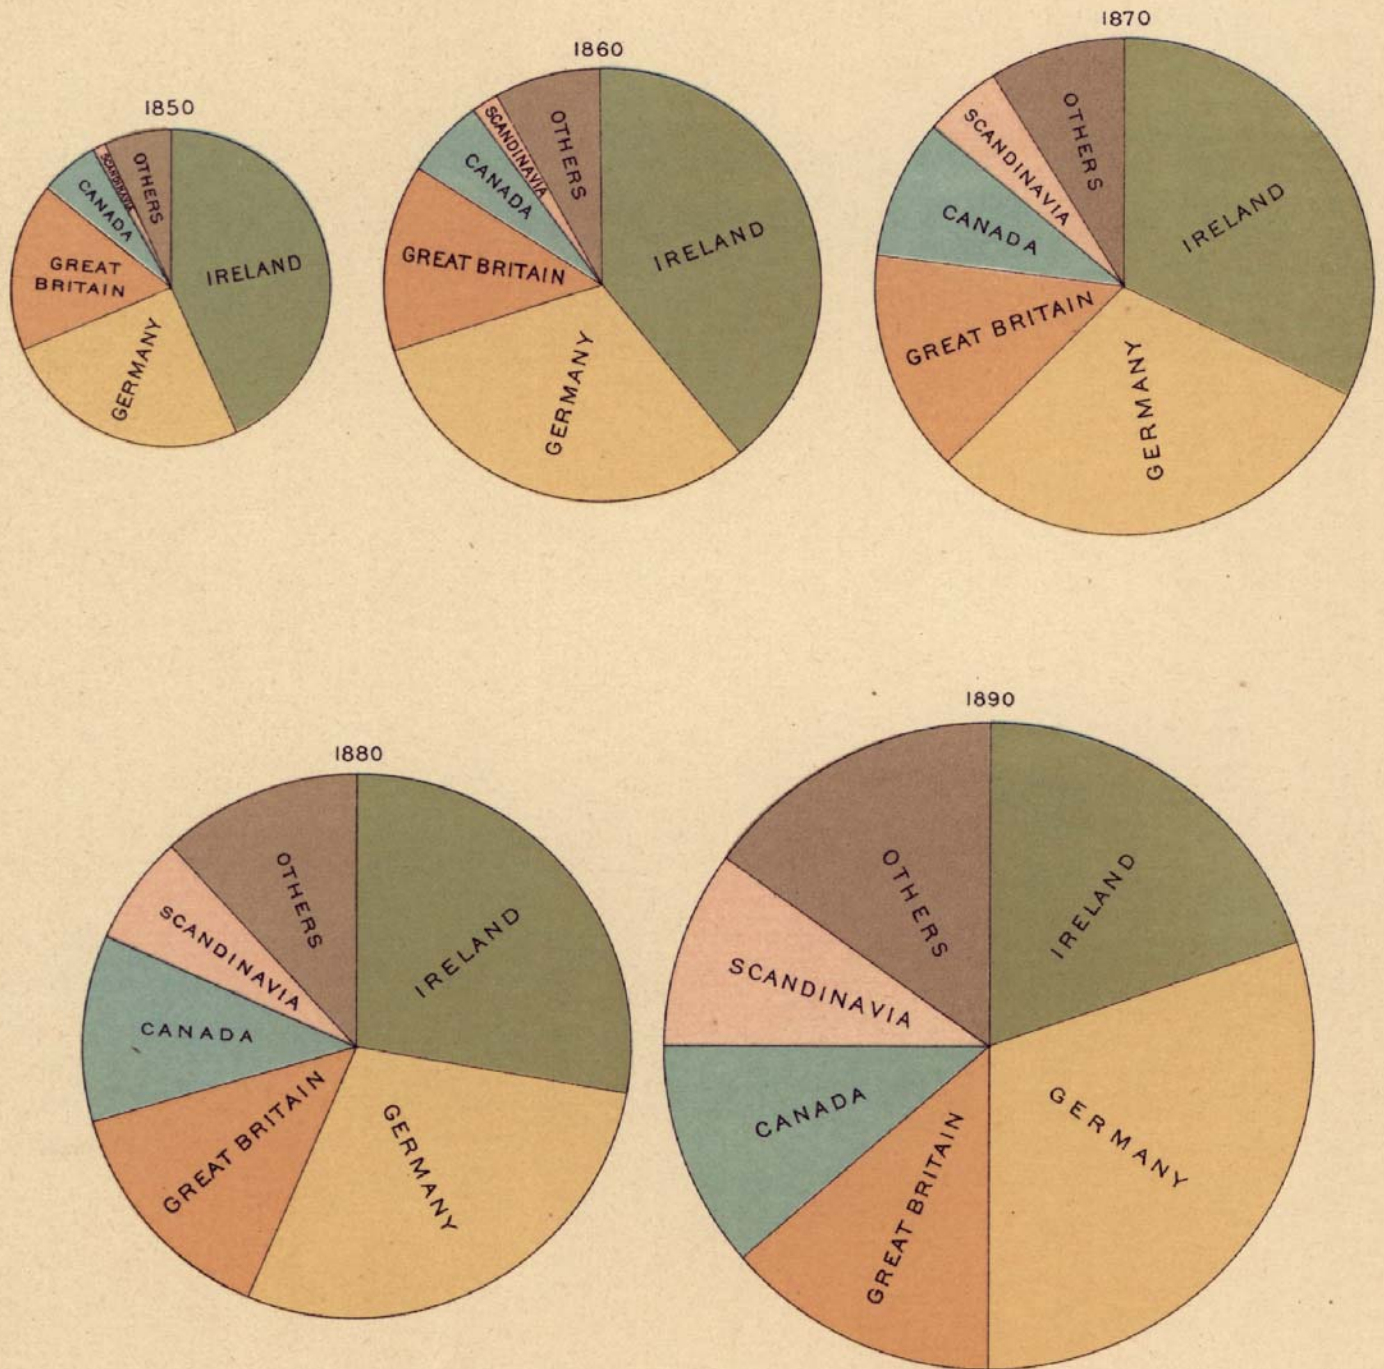 1850
IRELAND
GERMANY
GREAT
BRITAIN
CANADA
SCANDINAVIA
OTHERS
1860
IRELAND
GERMANY
GREAT BRITAIN
CANADA
SCANDINAVIA
OTHERS
1870
IRELAND
GERMANY
GREAT BRITAIN
CANADA
SCANDINAVIA
OTHERS
1880
IRELAND
GERMANY
GREAT BRITAIN
CANADA
SCANDINAVIA
OTHERS
1890
IRELAND
GERMANY
GREAT BRITAIN
CANADA
SCANDINAVIA
OTHERS